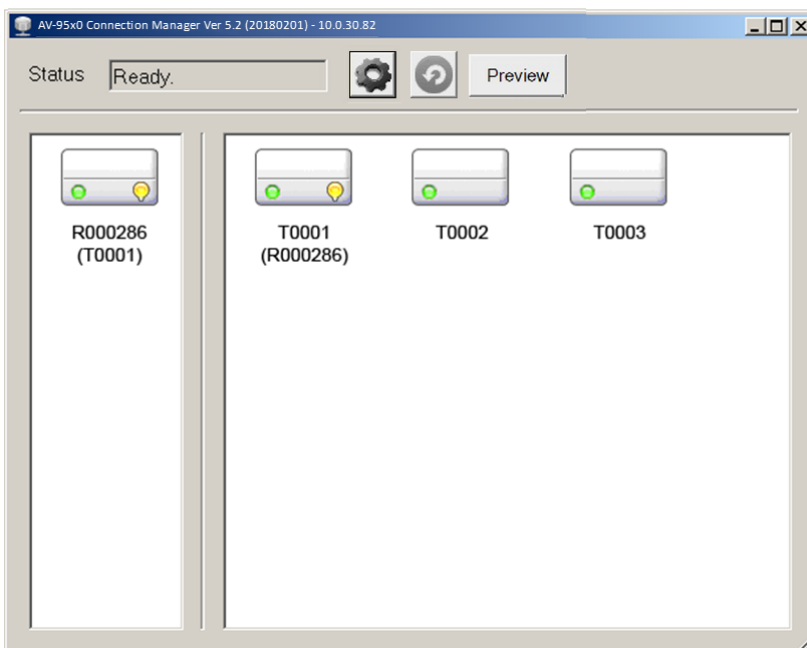 AV-95x0 Connection Manager Ver 5.2 (20180201) - 10.0.30.82
Status
Ready.
Preview
R000286
(T0001)
T0001
(R000286)
T0002
T0003